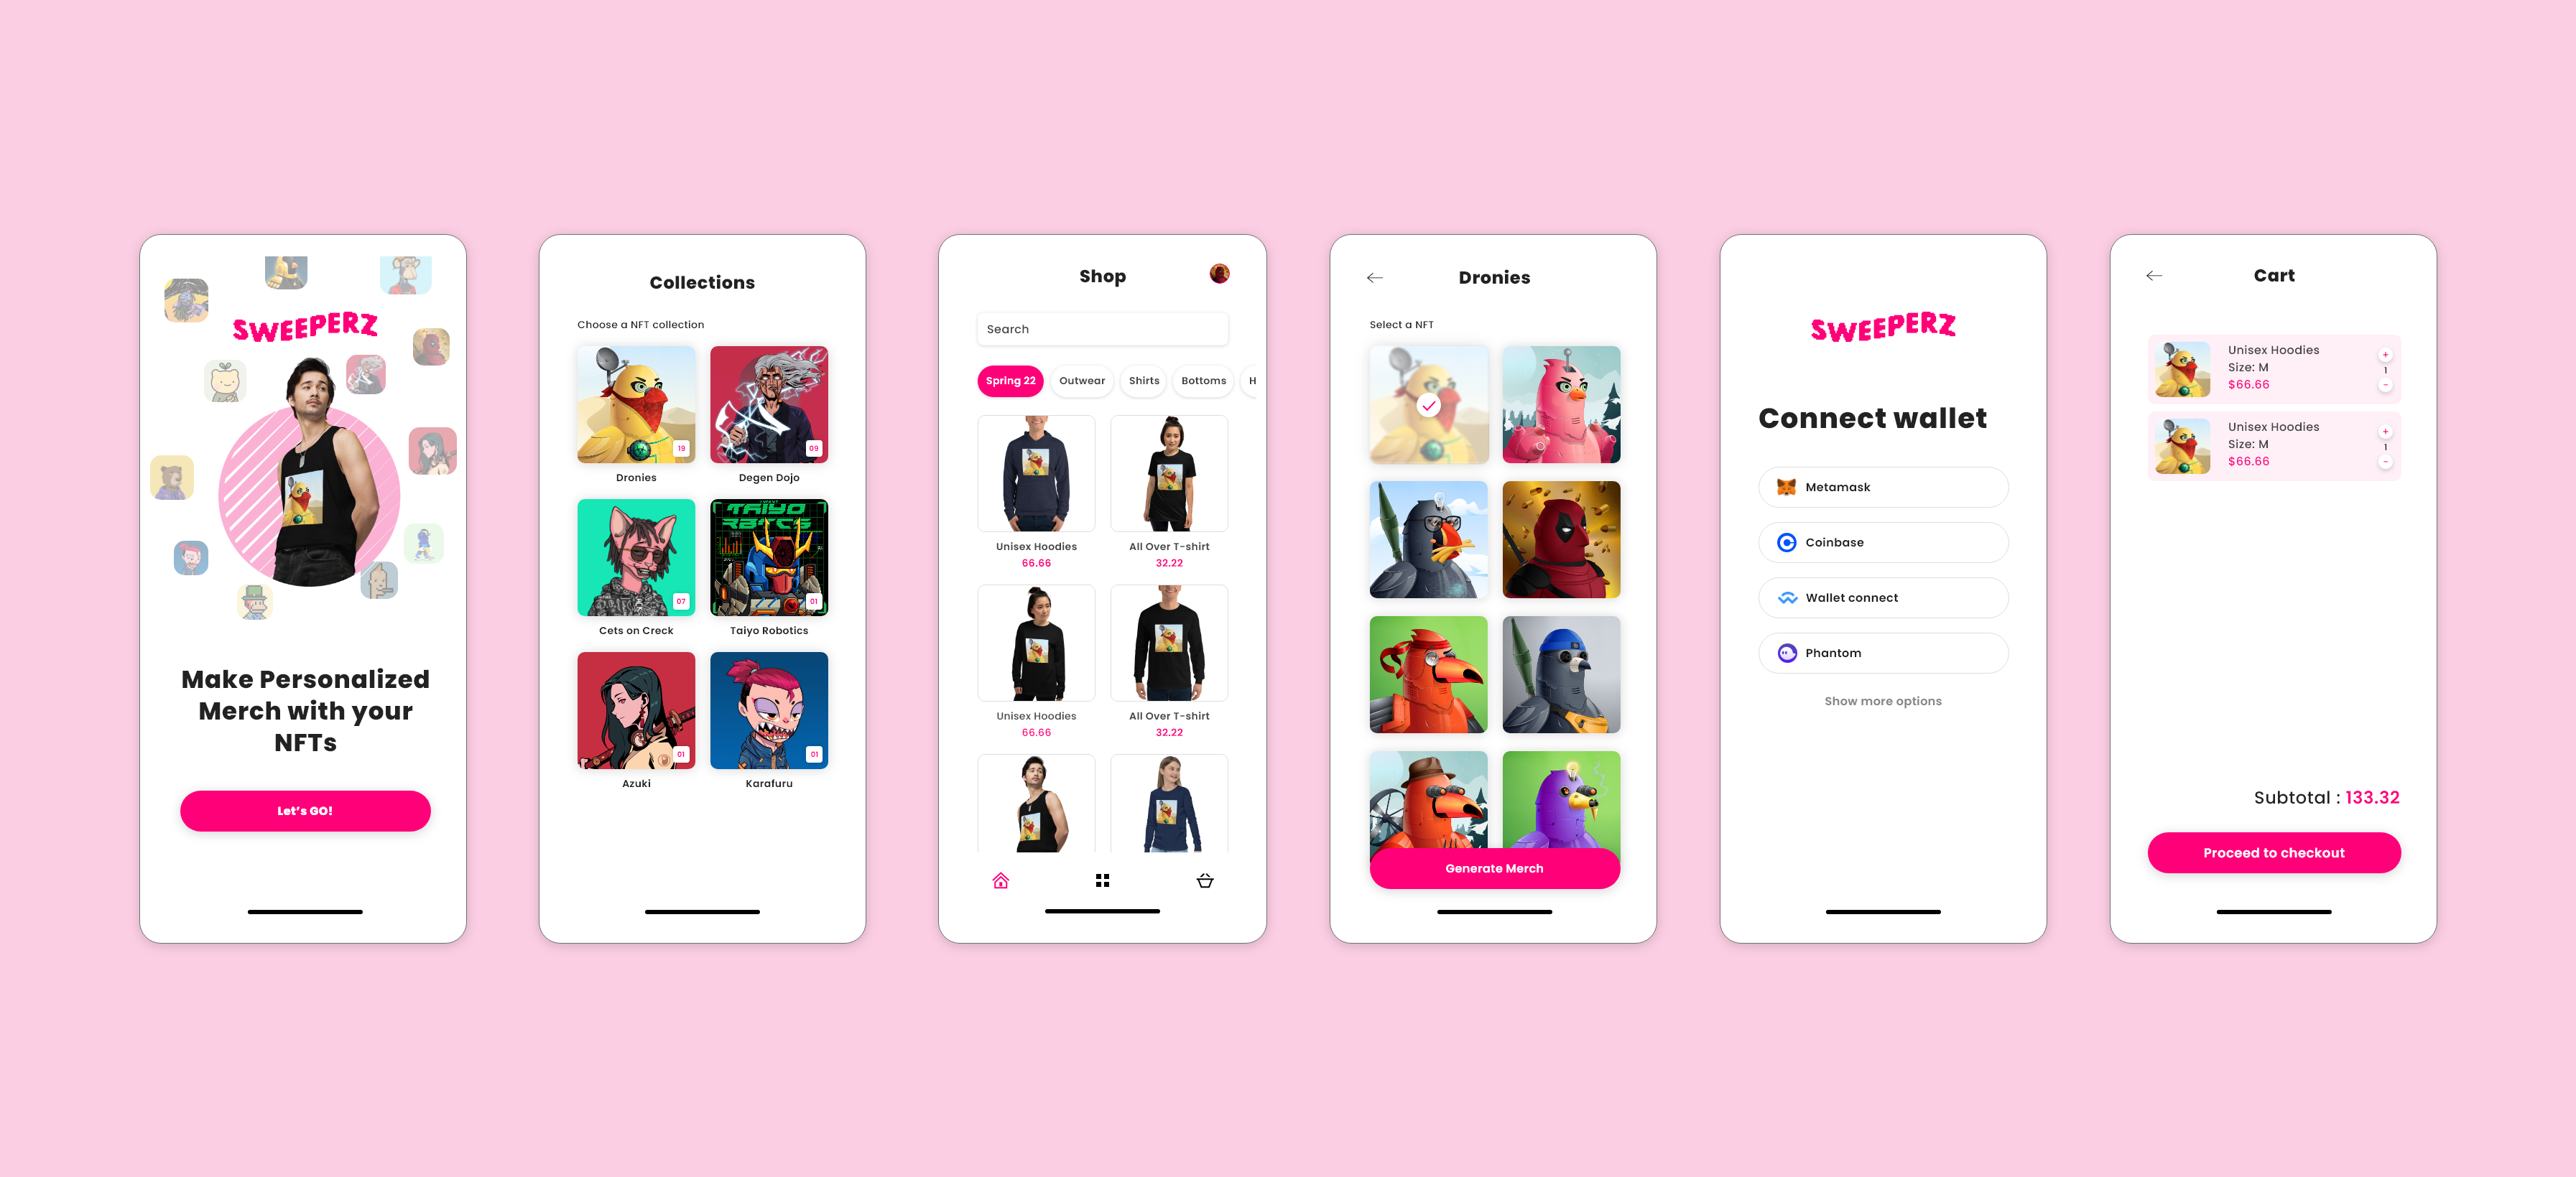 SWEEPERZ
Make Personalized
Merch with your
NFTs
Let's GO!
Collections
Choose a NFT collection
19
09
Dronies
Degen Dojo
TAIYO
07
01
Cets on Creck
Taiyo Robotics
01
01
Azuki
Karafuru
Shop
Search
Spring 22
Outwear
Shirts
Bottoms
H
Unisex Hoodies
66.66
All Over T-shirt
32.22
Unisex Hoodies
66.66
All Over T-shirt
32.22
Dronies
Select a NFT
Generate Merch
SWEEPERZ
Connect wallet
Metamask
Coinbase
Wallet connect
Phantom
Show more options
Cart
Unisex Hoodies
Size: M
$66.66
+
1
-
Unisex Hoodies
Size: M
$66.66
+
1
-
Subtotal : 133.32
Proceed to checkout